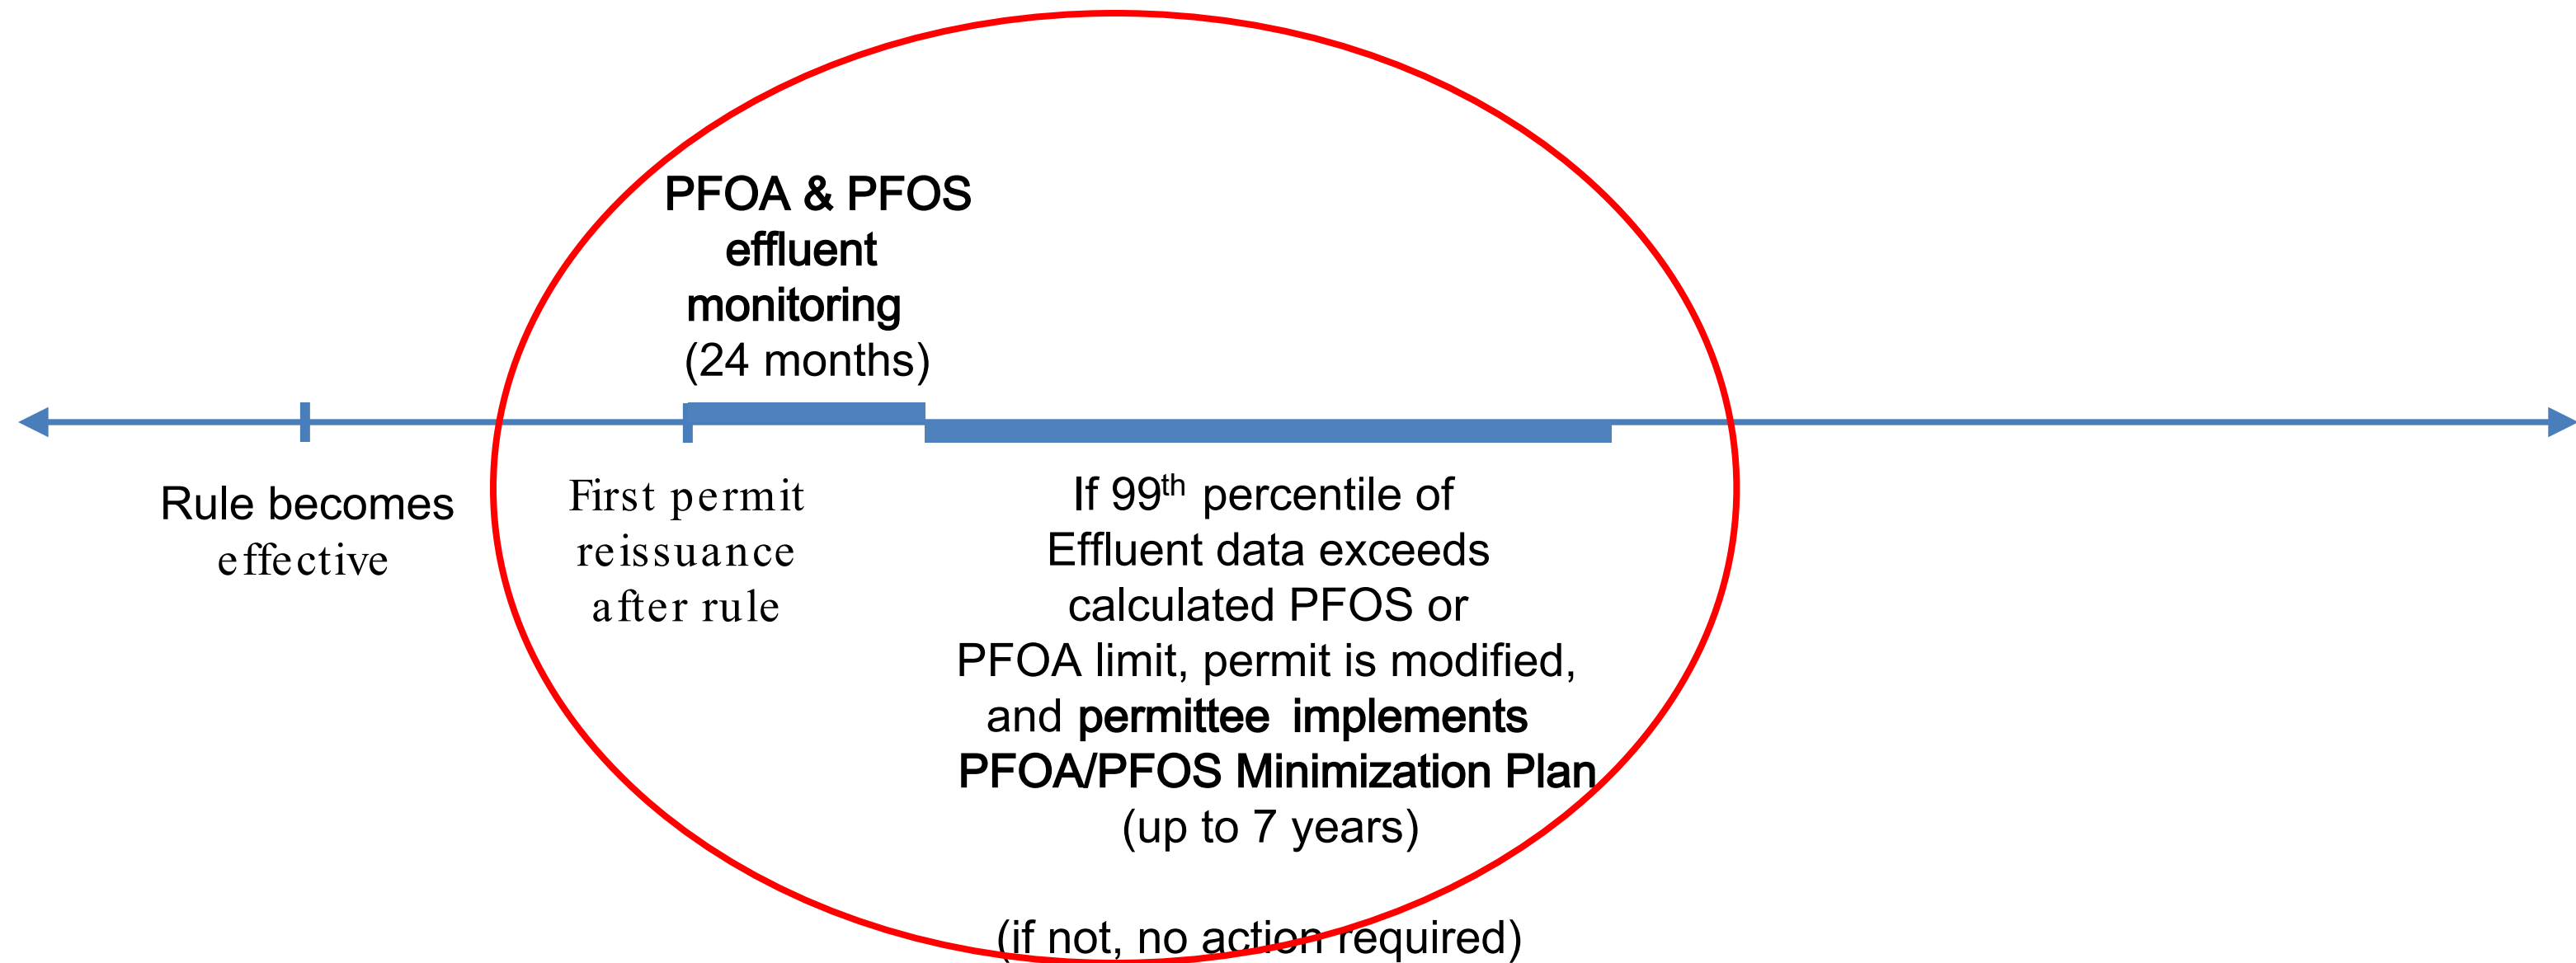 PFOA & PFOS
effluent
monitoring
(24 months)
Rule becomes
effective
First permit
reissuance
after rule
If 99th percentile of
Effluent data exceeds
calculated PFOS or
PFOA limit, permit is modified,
and permittee implements
PFOA/PFOS Minimization Plan
(up to 7 years)
(if not, no action required)